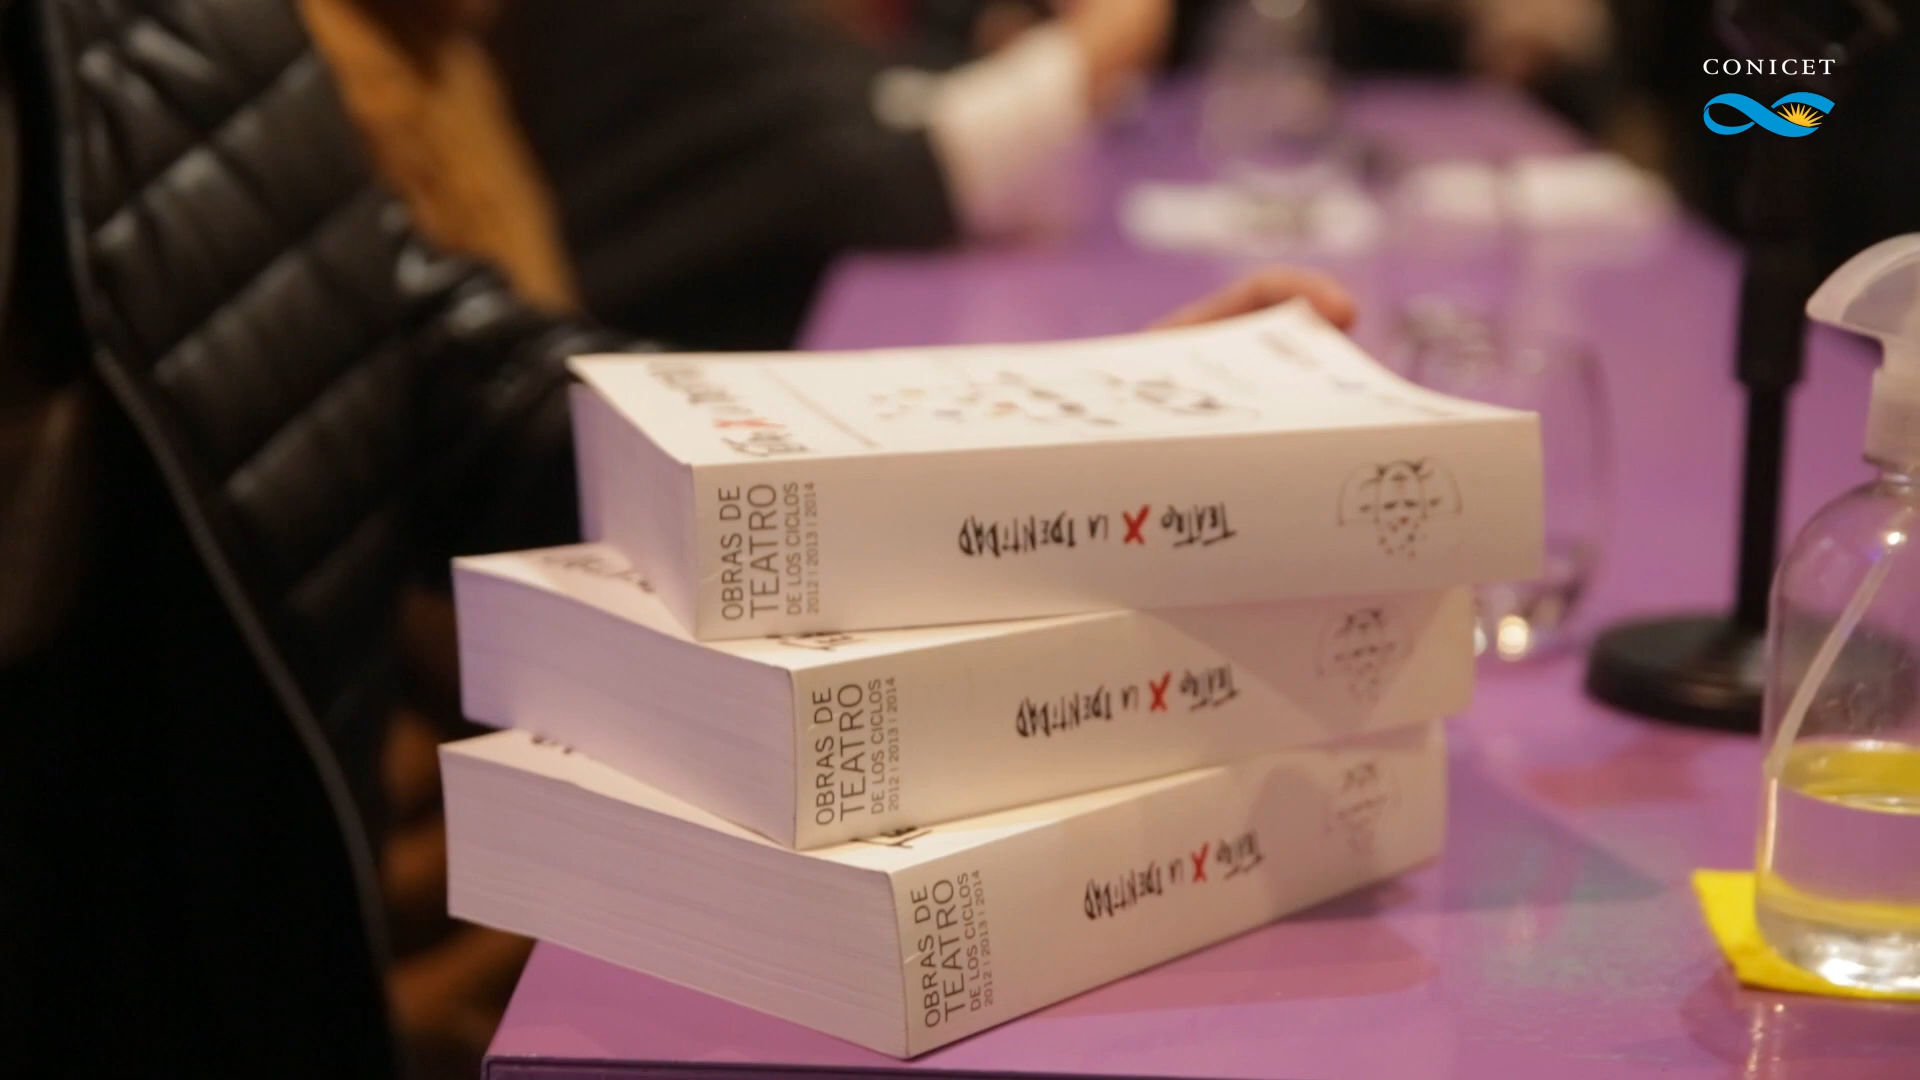 CONICET
OBRAS DE
TEATRO
DE LOS CICLOS
2012 | 2013 | 2014
TEATRO X LA IDENTIDAD
OBRAS DE
TEATRO
DE LOS CICLOS
2012 | 2013 | 2014
TEATRO X LA IDENTIDAD
OBRAS DE
TEATRO
DE LOS CICLOS
2012 | 2013 | 2014
TEATRO X LA IDENTIDAD